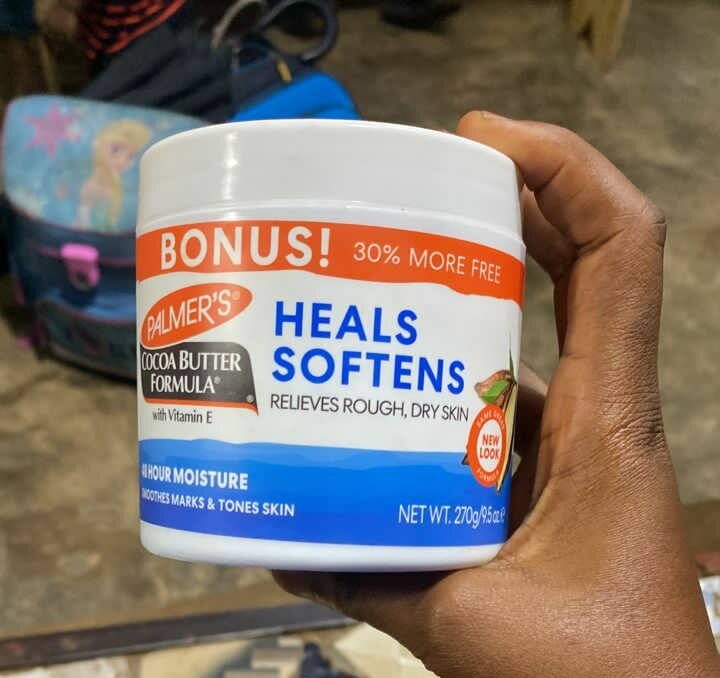 BONUS! 30% MORE FREE
PALMER'S®
COCOA BUTTER
FORMULA®
with Vitamin E
HEALS
SOFTENS
RELIEVES ROUGH, DRY SKIN
NEW
LOOK
FORMULA
48 HOUR MOISTURE
SMOOTHES MARKS & TONES SKIN
NET WT. 270g/9.5 oz. e